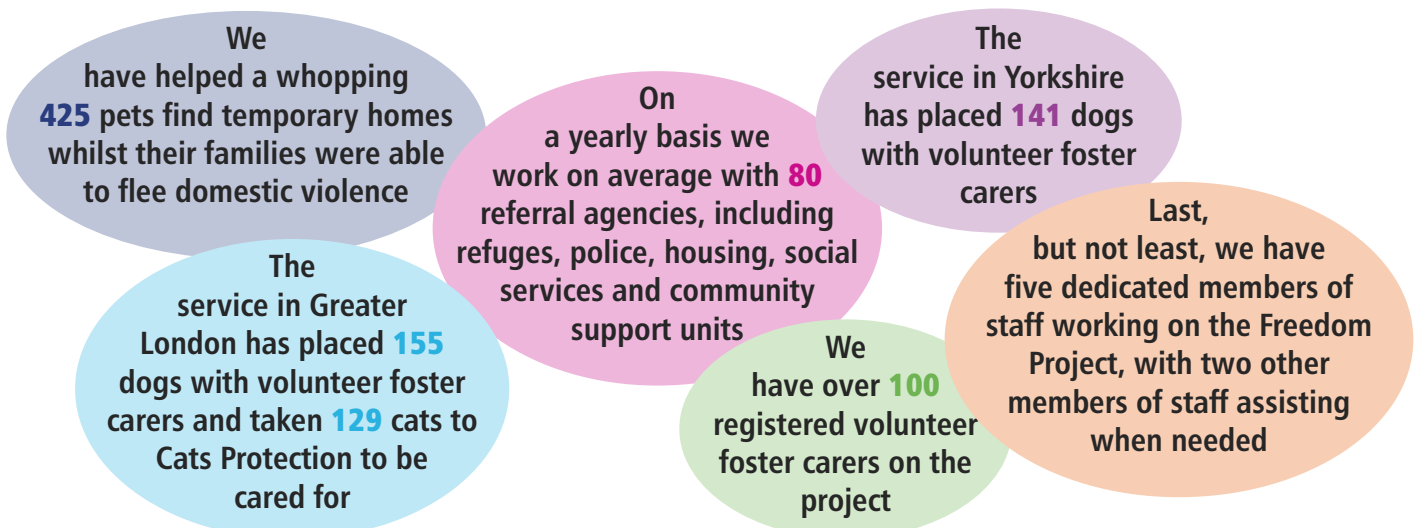 We
have helped a whopping
425 pets find temporary homes
whilst their families were able
to flee domestic violence
On
a yearly basis we
work on average with 80
referral agencies, including
refuges, police, housing, social
services and community
support units
The
service in Yorkshire
has placed 141 dogs
with volunteer foster
carers
The
service in Greater
London has placed 155
dogs with volunteer foster
carers and taken 129 cats to
Cats Protection to be
cared for
We
have over 100
registered volunteer
foster carers on the
project
Last,
but not least, we have
five dedicated members of
staff working on the Freedom
Project, with two other
members of staff assisting
when needed